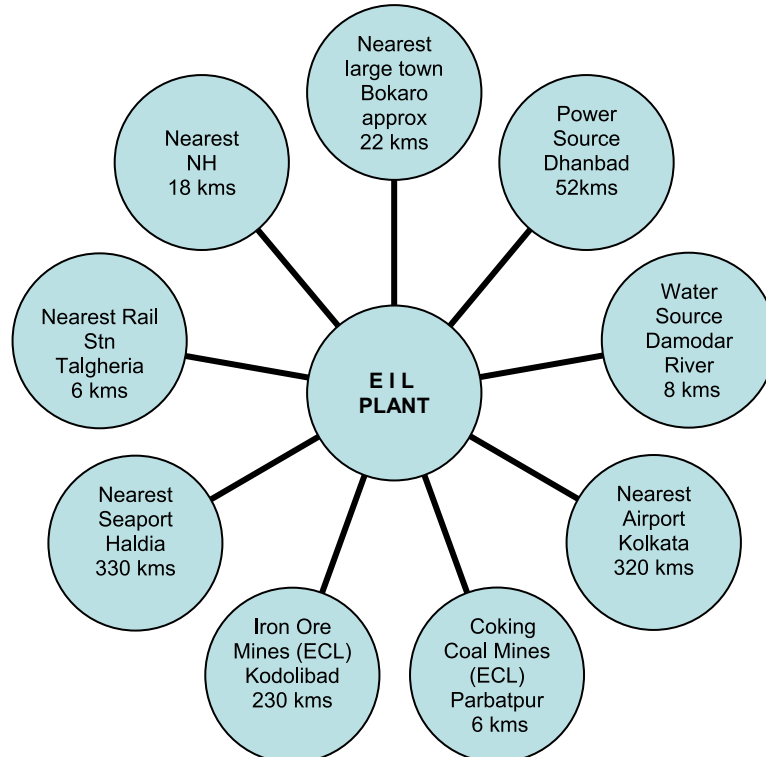 Nearest
large town
Bokaro
approx
22 kms
Power
Source
Dhanbad
52kms
Water
Source
Damodar
River
8 kms
Nearest
Airport
Kolkata
320 kms
Coking
Coal Mines
(ECL)
Parbatpur
6 kms
Iron Ore
Mines (ECL)
Kodolibad
230 kms
Nearest
Seaport
Haldia
330 kms
Nearest Rail
Stn
Talgheria
6 kms
Nearest
NH
18 kms
E I L
PLANT